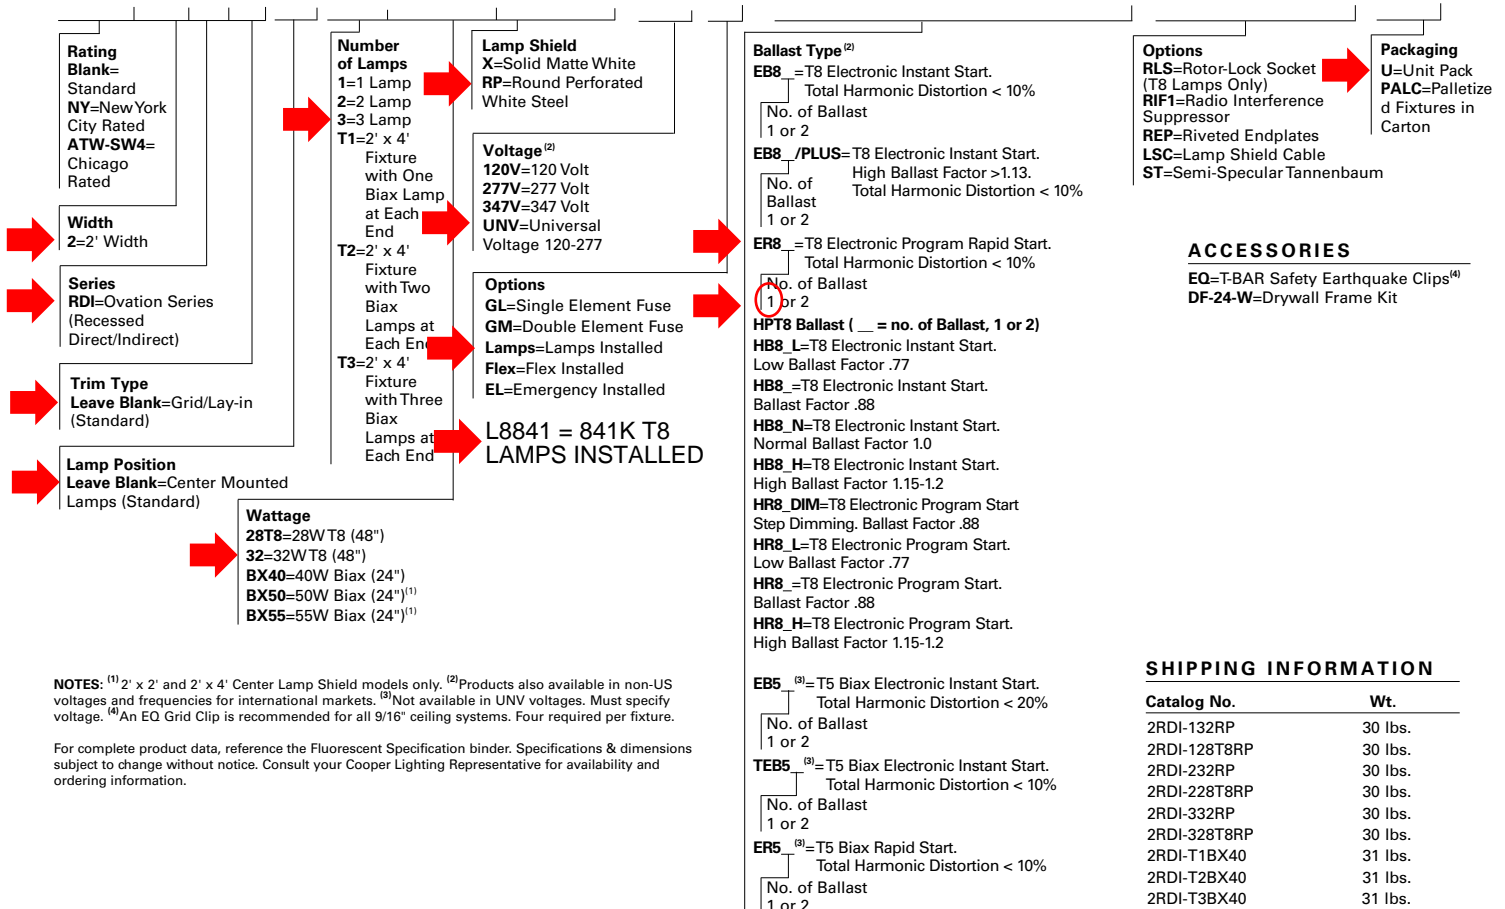 Rating
Blank=
Standard
NY=New York
City Rated
ATW-SW4=
Chicago
Rated
Width
2=2' Width
Series
RDI=Ovation Series
(Recessed
Direct/Indirect)
Trim Type
Leave Blank=Grid/Lay-in
(Standard)
Lamp Position
Leave Blank=Center Mounted
Lamps (Standard)
Wattage
28T8=28W T8 (48")
32=32W T8 (48")
BX40=40W Biax (24")
BX50=50W Biax (24")(1)
BX55=55W Biax (24")(1)
Number
of Lamps
1=1 Lamp
2=2 Lamp
3=3 Lamp
T1=2' x 4'
Fixture
with One
Biax Lamp
at Each
End
T2=2' x 4'
Fixture
with Two
Biax
Lamps at
Each End
T3=2' x 4'
Fixture
with Three
Biax
Lamps at
Each End
Lamp Shield
X=Solid Matte White
RP=Round Perforated
White Steel
Voltage(2)
120V=120 Volt
277V=277 Volt
347V=347 Volt
UNV=Universal
Voltage 120-277
Options
GL=Single Element Fuse
GM=Double Element Fuse
Lamps=Lamps Installed
Flex=Flex Installed
EL=Emergency Installed
L8841 = 841K T8
LAMPS INSTALLED
Ballast Type(2)
EB8_=T8 Electronic Instant Start.
Total Harmonic Distortion < 10%
No. of Ballast
1 or 2
EB8_/PLUS=T8 Electronic Instant Start.
High Ballast Factor >1.13.
Total Harmonic Distortion < 10%
No. of
Ballast
1 or 2
ER8_=T8 Electronic Program Rapid Start.
Total Harmonic Distortion < 10%
No. of Ballast
1 or 2
HPT8 Ballast ( __ = no. of Ballast, 1 or 2)
HB8_L=T8 Electronic Instant Start.
Low Ballast Factor .77
HB8_=T8 Electronic Instant Start.
Ballast Factor .88
HB8_N=T8 Electronic Instant Start.
Normal Ballast Factor 1.0
HB8_H=T8 Electronic Instant Start.
High Ballast Factor 1.15-1.2
HR8_DIM=T8 Electronic Program Start
Step Dimming. Ballast Factor .88
HR8_L=T8 Electronic Program Start.
Low Ballast Factor .77
HR8_=T8 Electronic Program Start.
Ballast Factor .88
HR8_H=T8 Electronic Program Start.
High Ballast Factor 1.15-1.2
EB5_(3)=T5 Biax Electronic Instant Start.
Total Harmonic Distortion < 20%
No. of Ballast
1 or 2
TEB5_(3)=T5 Biax Electronic Instant Start.
Total Harmonic Distortion < 10%
No. of Ballast
1 or 2
ER5_(3)=T5 Biax Rapid Start.
Total Harmonic Distortion < 10%
No. of Ballast
1 or 2
Options
RLS=Rotor-Lock Socket
(T8 Lamps Only)
RIF1=Radio Interference
Suppressor
REP=Riveted Endplates
LSC=Lamp Shield Cable
ST=Semi-Specular Tannenbaum
Packaging
U=Unit Pack
PALC=Palletize
d Fixtures in
Carton
ACCESSORIES
EQ=T-BAR Safety Earthquake Clips(4)
DF-24-W=Drywall Frame Kit
NOTES: (1)2' x 2' and 2' x 4' Center Lamp Shield models only. (2)Products also available in non-US
voltages and frequencies for international markets. (3)Not available in UNV voltages. Must specify
voltage. (4)An EQ Grid Clip is recommended for all 9/16" ceiling systems. Four required per fixture.
For complete product data, reference the Fluorescent Specification binder. Specifications & dimensions
subject to change without notice. Consult your Cooper Lighting Representative for availability and
ordering information.
SHIPPING INFORMATION
Catalog No. Wt.
2RDI-132RP 30 lbs.
2RDI-128T8RP 30 lbs.
2RDI-232RP 30 lbs.
2RDI-228T8RP 30 lbs.
2RDI-332RP 30 lbs.
2RDI-328T8RP 30 lbs.
2RDI-T1BX40 31 lbs.
2RDI-T2BX40 31 lbs.
2RDI-T3BX40 31 lbs.